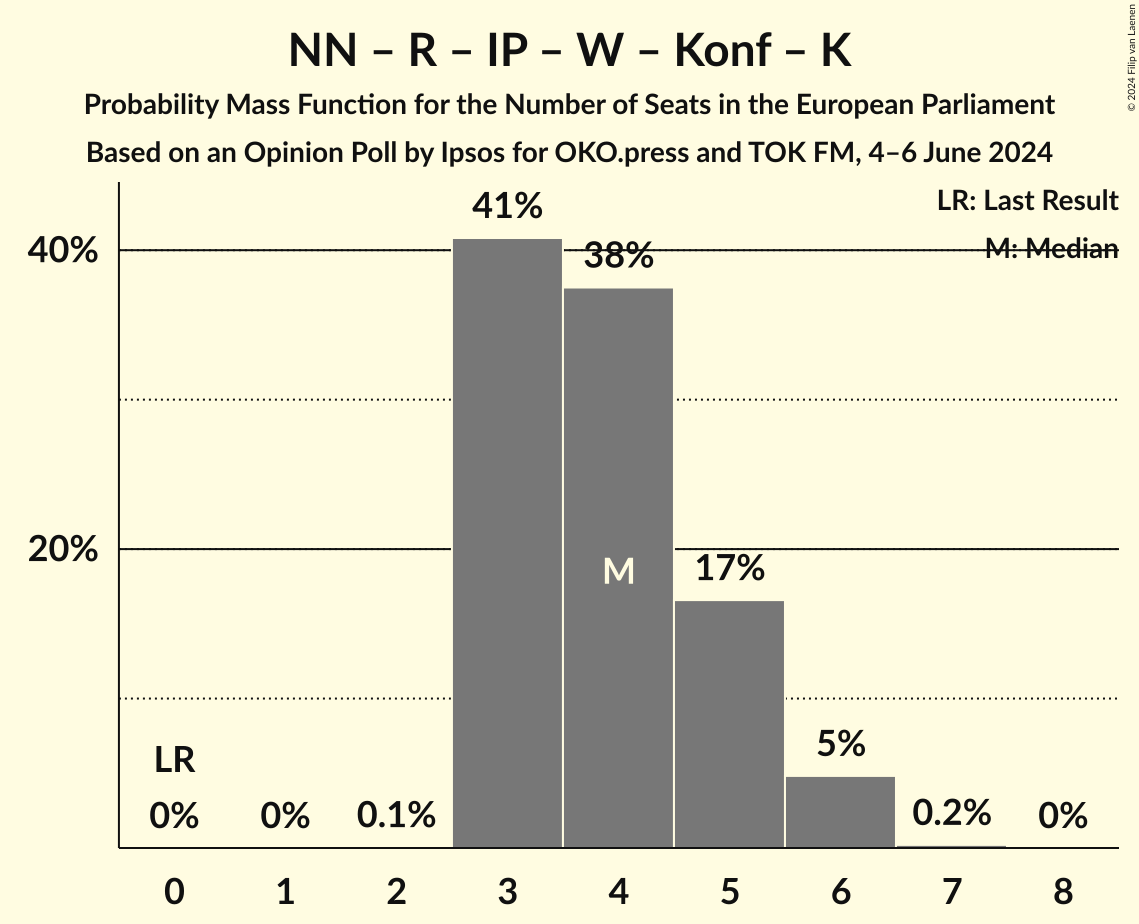 NN – R – IP – W – Konf – K
Probability Mass Function for the Number of Seats in the European Parliament
Based on an Opinion Poll by Ipsos for OKO.press and TOK FM, 4–6 June 2024
© 2024 Filip van Laenen
LR: Last Result
M: Median
41%
40%
38%
20%
17%
M
LR
5%
0%
0%
0.1%
0.2%
0%
0 1 2 3 4 5 6 7 8